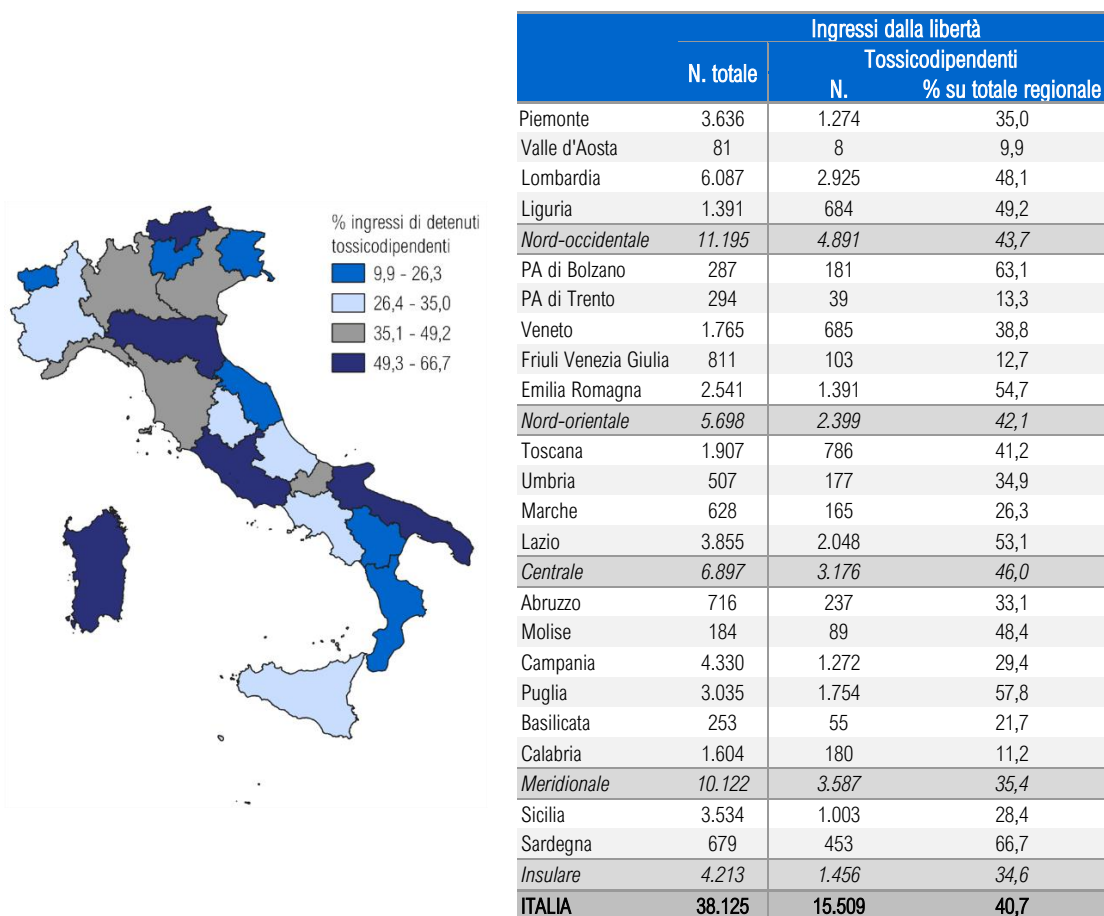 % ingressi di detenuti
tossicodipendenti
9,9 - 26,3
26,4 - 35,0
35,1 - 49,2
49,3 - 66,7
Ingressi dalla libertà
N. totale Tossicodipendenti
N. % su totale regionale
Piemonte 3.636 1.274 35,0
Valle d'Aosta 81 8 9,9
Lombardia 6.087 2.925 48,1
Liguria 1.391 684 49,2
Nord-occidentale 11.195 4.891 43,7
PA di Bolzano 287 181 63,1
PA di Trento 294 39 13,3
Veneto 1.765 685 38,8
Friuli Venezia Giulia 811 103 12,7
Emilia Romagna 2.541 1.391 54,7
Nord-orientale 5.698 2.399 42,1
Toscana 1.907 786 41,2
Umbria 507 177 34,9
Marche 628 165 26,3
Lazio 3.855 2.048 53,1
Centrale 6.897 3.176 46,0
Abruzzo 716 237 33,1
Molise 184 89 48,4
Campania 4.330 1.272 29,4
Puglia 3.035 1.754 57,8
Basilicata 253 55 21,7
Calabria 1.604 180 11,2
Meridionale 10.122 3.587 35,4
Sicilia 3.534 1.003 28,4
Sardegna 679 453 66,7
Insulare 4.213 1.456 34,6
ITALIA 38.125 15.509 40,7